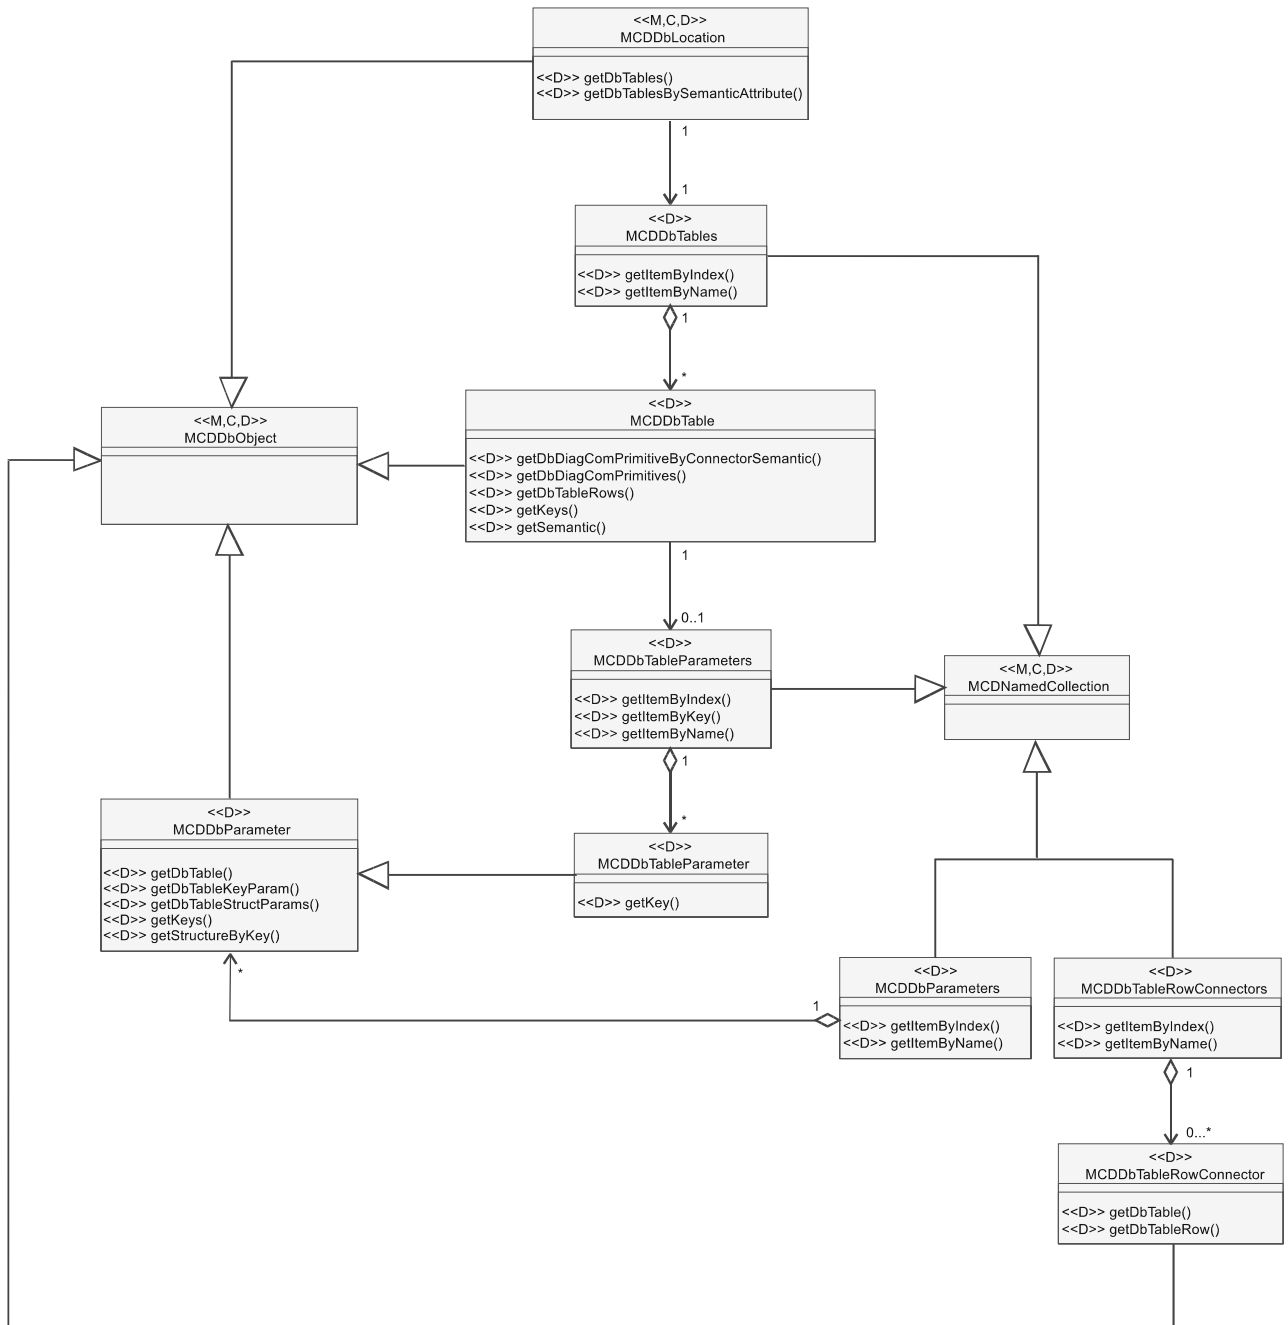 <<M,C,D>>
MCDDbLocation
<<D>> getDbTables()
<<D>> getDbTablesBySemanticAttribute()
1
1
<<D>>
MCDDbTables
<<D>> getItemByIndex()
<<D>> getItemByName()
1
*
<<M,C,D>>
MCDDbObject
<<D>>
MCDDbTable
<<D>> getDbDiagComPrimitiveByConnectorSemantic()
<<D>> getDbDiagComPrimitives()
<<D>> getDbTableRows()
<<D>> getKeys()
<<D>> getSemantic()
1
0..1
<<D>>
MCDDbTableParameters
<<D>> getItemByIndex()
<<D>> getItemByKey()
<<D>> getItemByName()
1
*
<<M,C,D>>
MCDNamedCollection
<<D>>
MCDDbParameter
<<D>> getDbTable()
<<D>> getDbTableKeyParam()
<<D>> getDbTableStructParams()
<<D>> getKeys()
<<D>> getStructureByKey()
*
<<D>>
MCDDbTableParameter
<<D>> getKey()
1
<<D>>
MCDDbParameters
<<D>> getItemByIndex()
<<D>> getItemByName()
<<D>>
MCDDbTableRowConnectors
<<D>> getItemByIndex()
<<D>> getItemByName()
1
0...*
<<D>>
MCDDbTableRowConnector
<<D>> getDbTable()
<<D>> getDbTableRow()